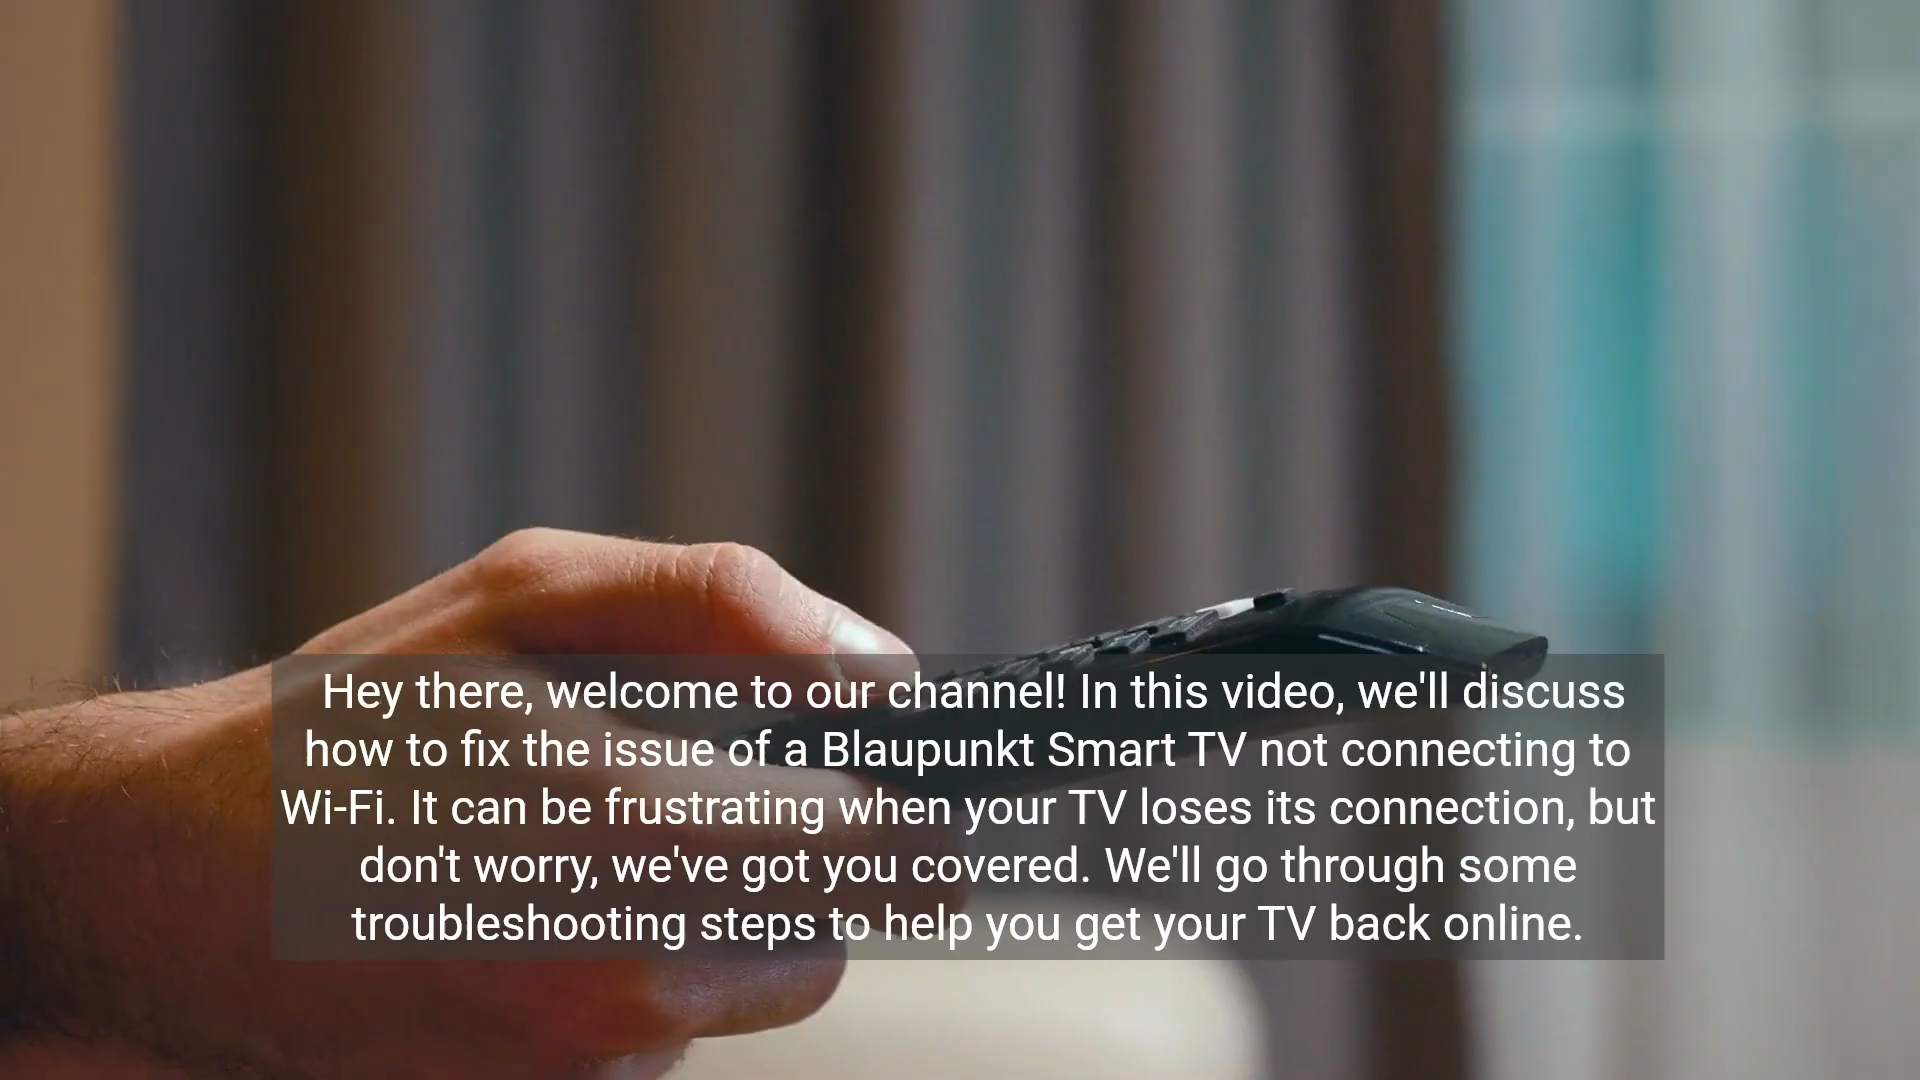 Hey there, welcome to our channel! In this video, we'll discuss
how to fix the issue of a Blaupunkt Smart TV not connecting to
Wi-Fi. It can be frustrating when your TV loses its connection, but
don't worry, we've got you covered. We'll go through some
troubleshooting steps to help you get your TV back online.